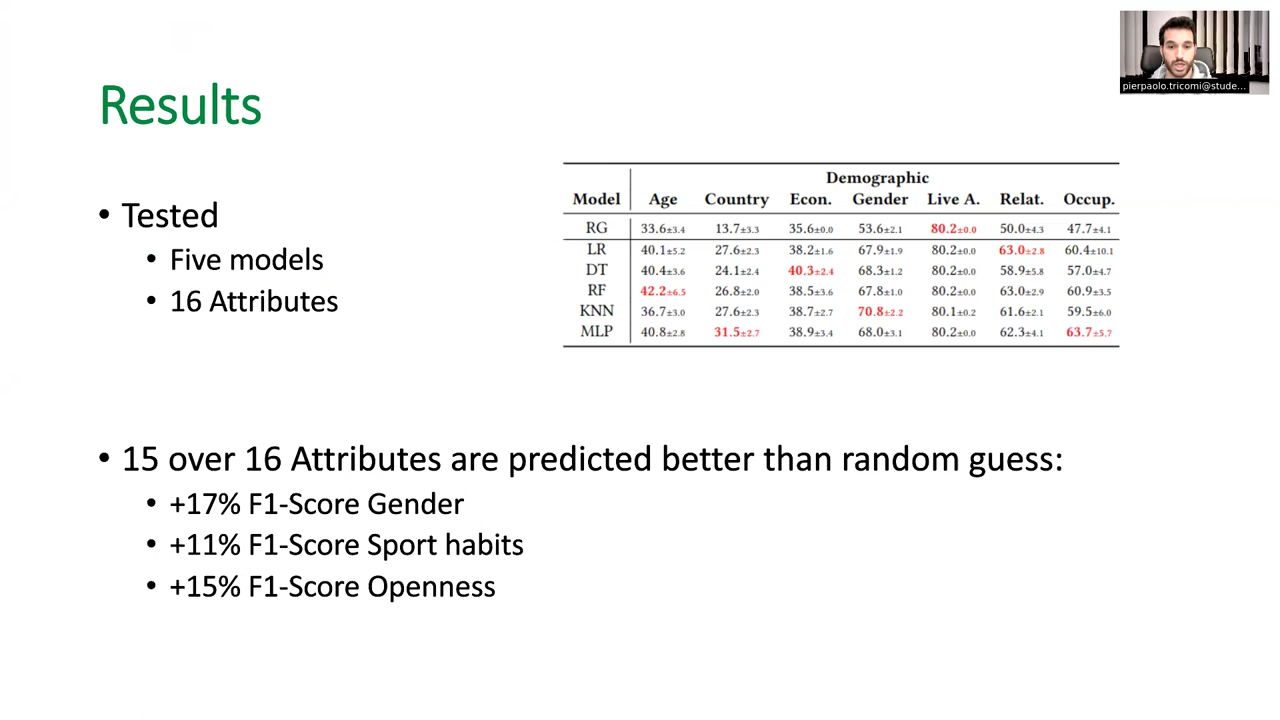 pierpaolo.tricomi@stude...
Results
• Tested
• Five models
• 16 Attributes
Demographic
Model Age Country Econ. Gender Live A. Relat. Occup.
RG 33.6±3.4 13.7±3.3 35.6±0.0 53.6±2.1 80.2±0.0 50.0±4.3 47.7±4.1
LR 40.1±5.2 27.6±2.3 38.2±1.6 67.9±1.9 80.2±0.0 63.0±2.8 60.4±10.1
DT 40.4±3.6 24.1±2.4 40.3±2.4 68.3±1.2 80.2±0.0 58.9±5.8 57.0±4.7
RF 42.2±6.5 26.8±2.0 38.5±3.6 67.8±1.0 80.2±0.0 63.0±2.9 60.9±3.5
KNN 36.7±3.0 27.6±2.3 38.7±2.7 70.8±2.2 80.1±0.2 61.6±2.1 59.5±6.0
MLP 40.8±2.8 31.5±2.7 38.9±3.4 68.0±3.1 80.2±0.0 62.3±4.1 63.7±5.7
• 15 over 16 Attributes are predicted better than random guess:
• +17% F1-Score Gender
• +11% F1-Score Sport habits
• +15% F1-Score Openness